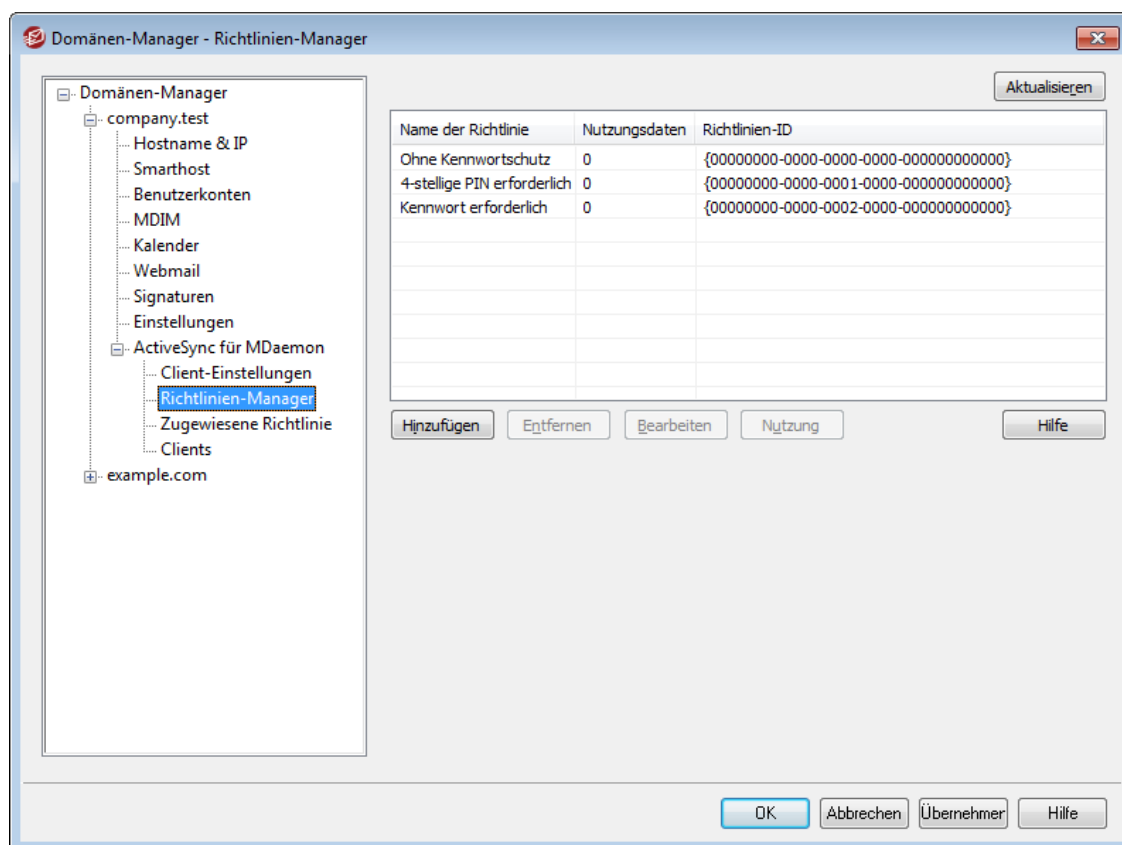 Domänen-Manager - Richtlinien-Manager
Domänen-Manager
company.test
Hostname & IP
Smarthost
Benutzerkonten
MDIM
Kalender
Webmail
Signaturen
Einstellungen
ActiveSync für MDaemon
Client-Einstellungen
Richtlinien-Manager
Zugewiesene Richtlinie
Clients
example.com
Aktualisieren
Name der Richtlinie Nutzungsdaten Richtlinien-ID
Ohne Kennwortschutz 0 {00000000-0000-0000-0000-000000000000}
4-stellige PIN erforderlich 0 {00000000-0000-0001-0000-000000000000}
Kennwort erforderlich 0 {00000000-0000-0002-0000-000000000000}
Hinzufügen Entfernen Bearbeiten Nutzung Hilfe
OK Abbrechen Übernehmer Hilfe